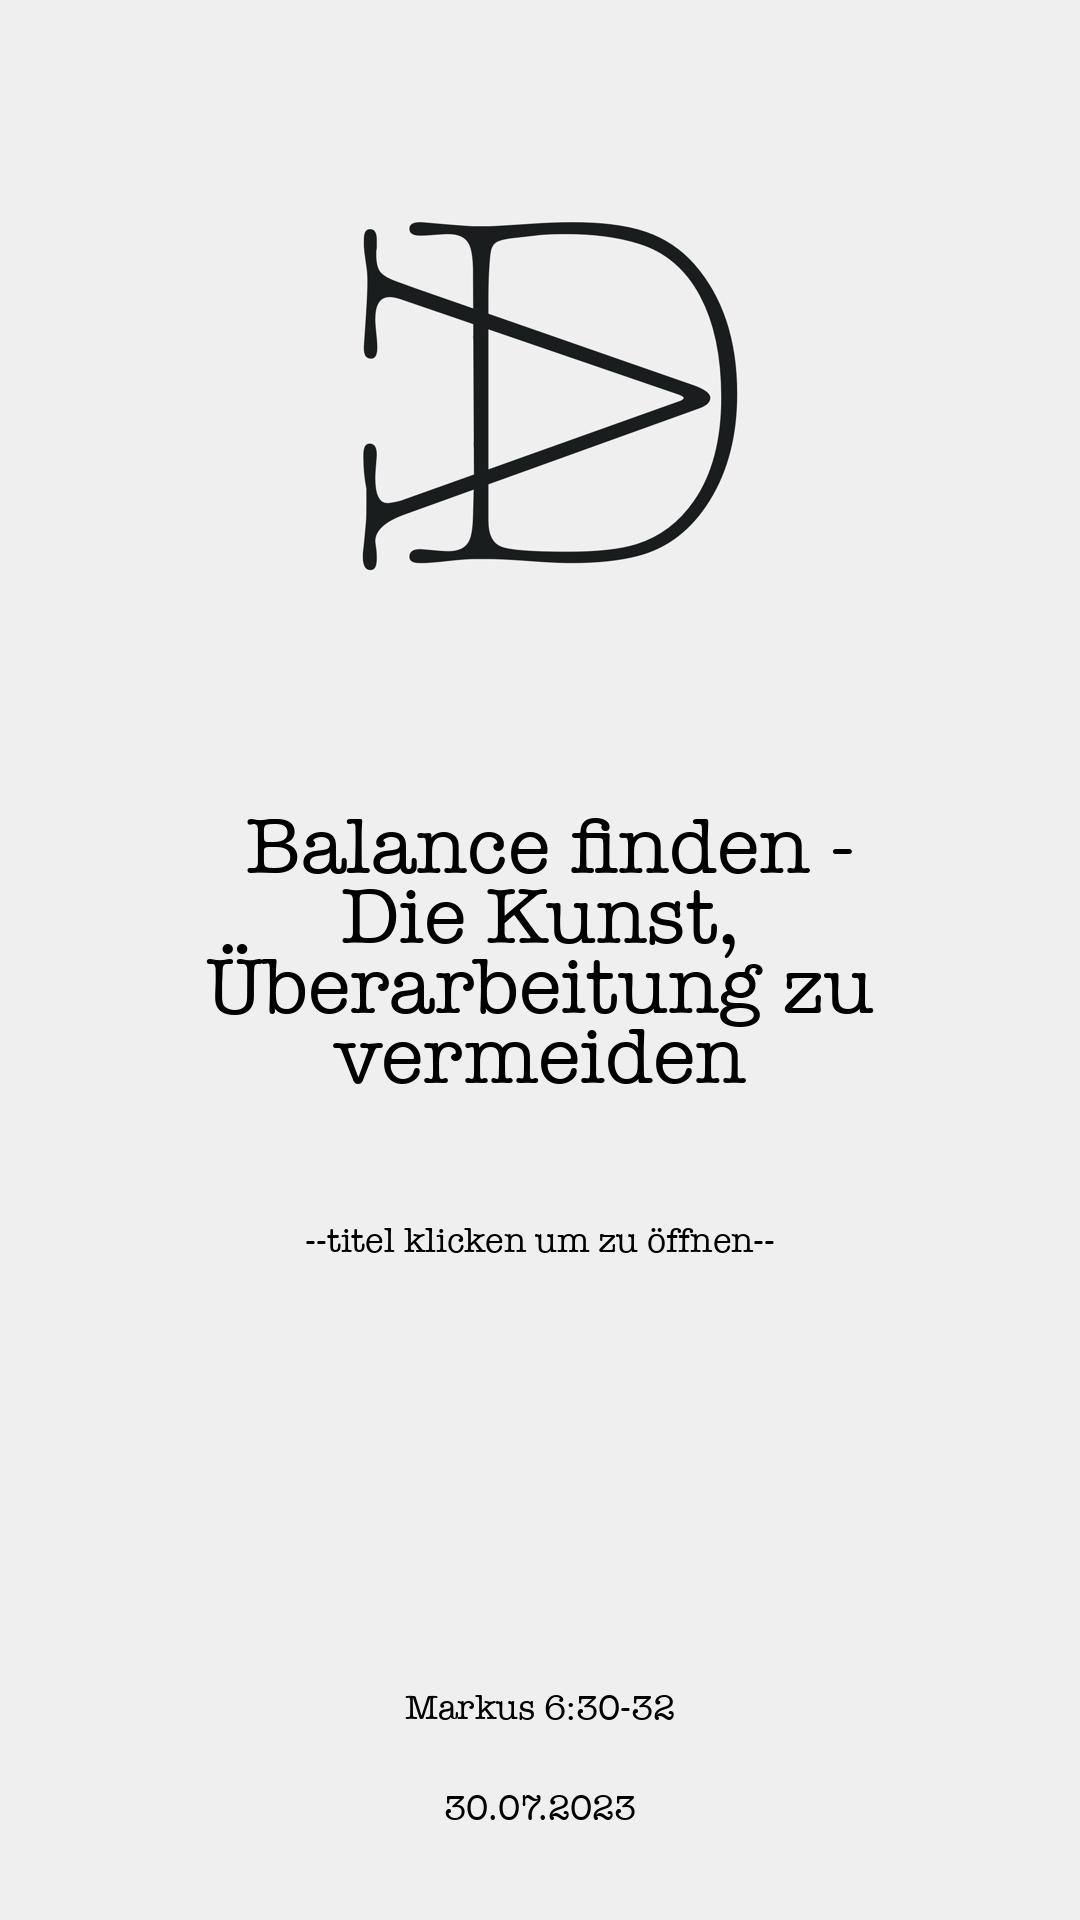 Balance finden -
Die Kunst,
Überarbeitung zu
vermeiden
--titel klicken um zu öffnen--
Markus 6:30-32
30.07.2023